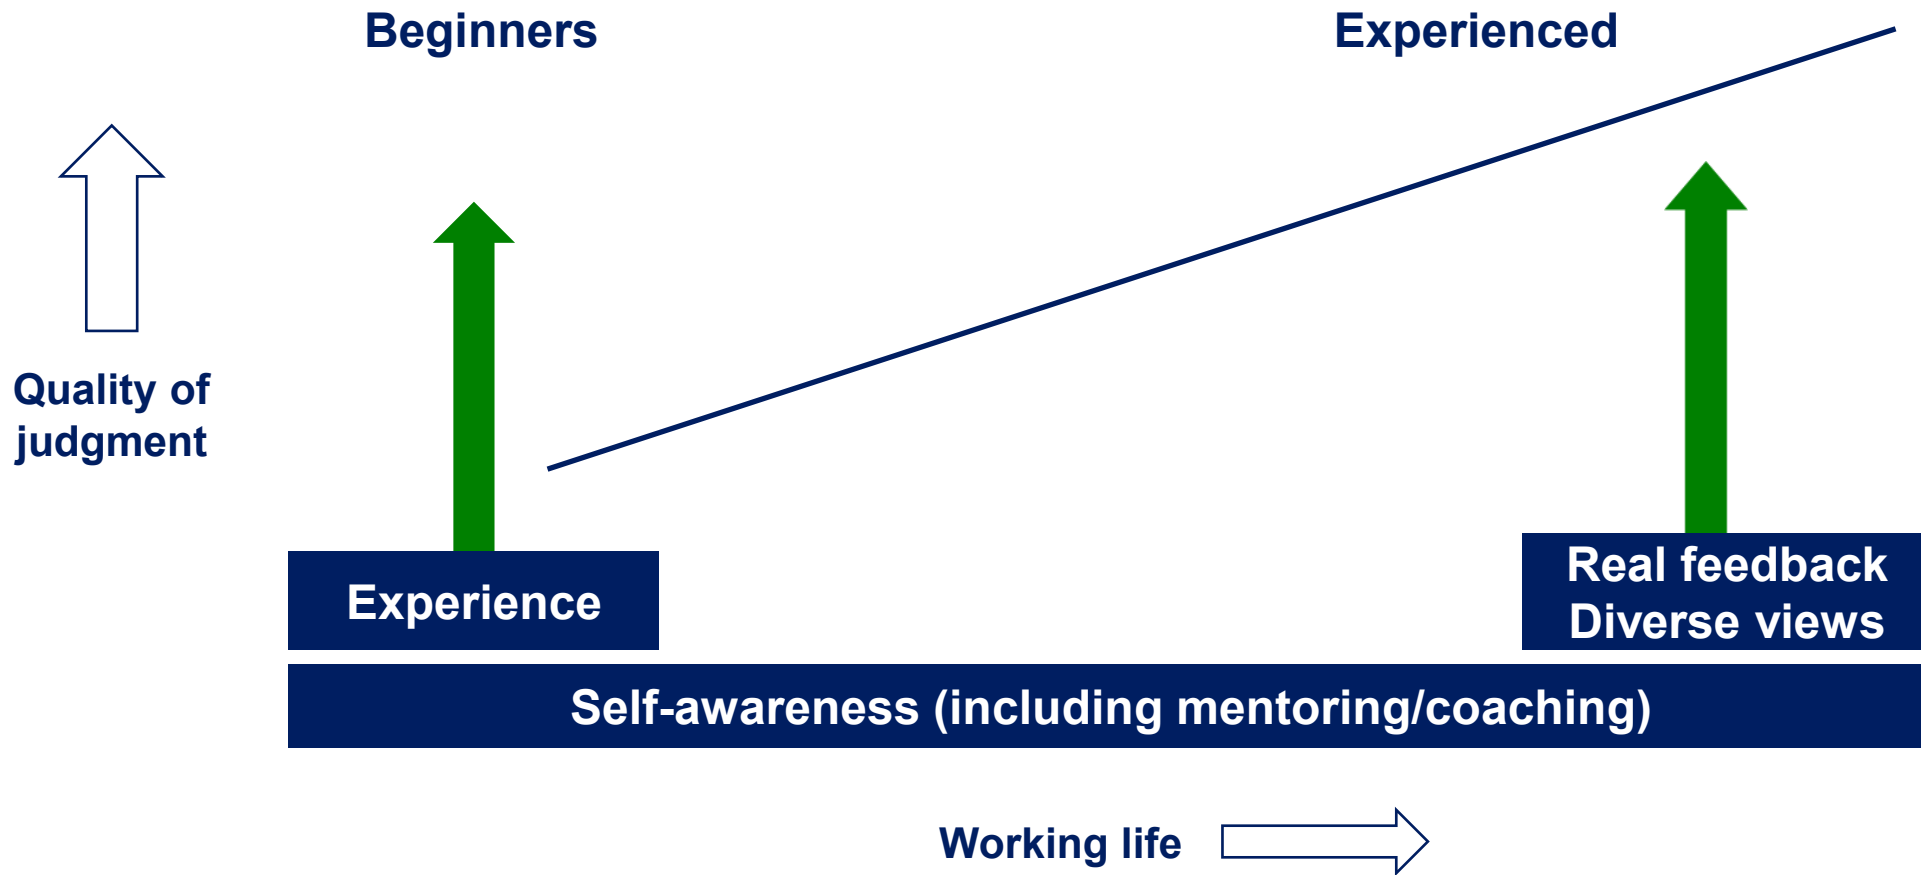 Beginners
Experienced
Quality of
judgment
Experience
Real feedback
Diverse views
Self-awareness (including mentoring/coaching)
Working life